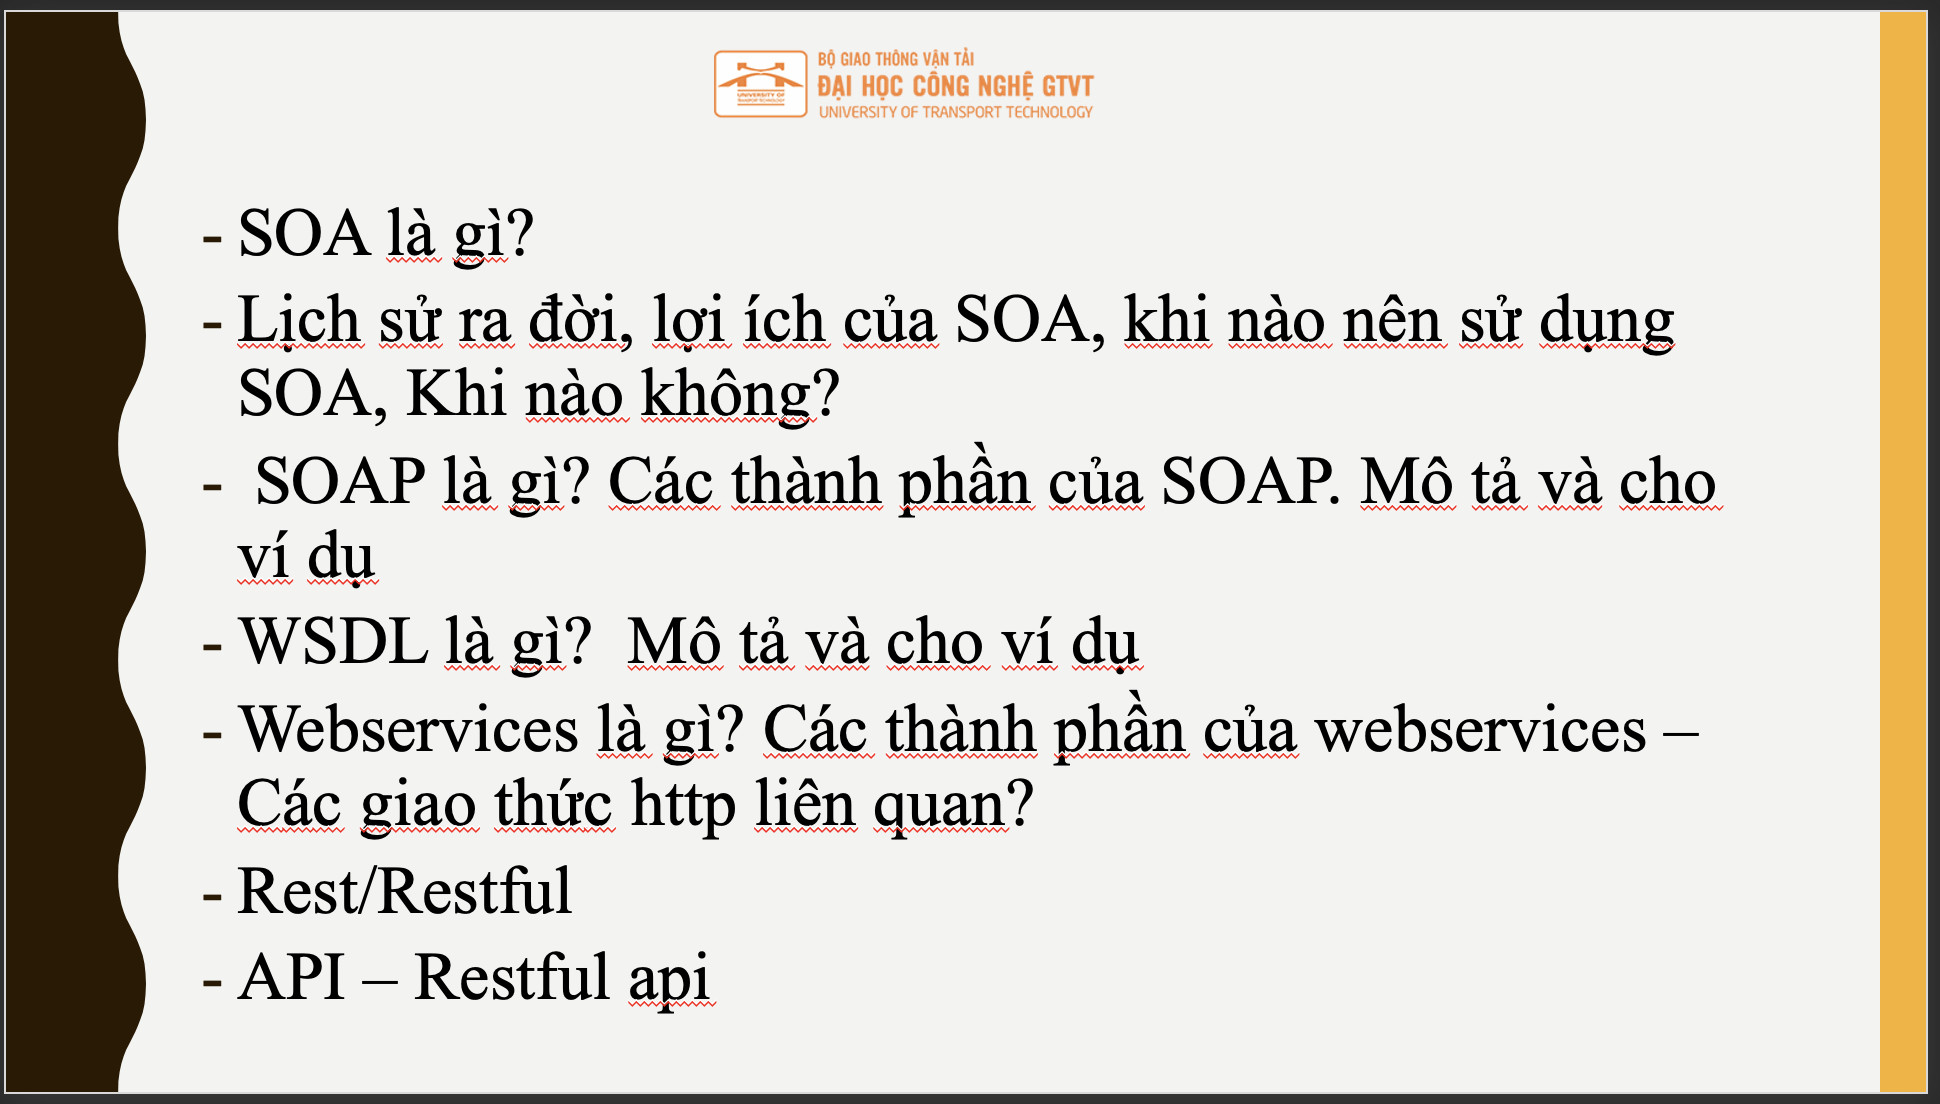 BỘ GIAO THÔNG VẬN TẢI
ĐẠI HỌC CÔNG NGHỆ GTVT
UNIVERSITY OF TRANSPORT TECHNOLOGY
UNIVERSITY OF
TRANSPORT TECHNOLOGY
- SOA là gì?
- Lịch sử ra đời, lợi ích của SOA, khi nào nên sử dụng
SOA, Khi nào không?
- SOAP là gì? Các thành phần của SOAP. Mô tả và cho
ví dụ
- WSDL là gì?  Mô tả và cho ví dụ
- Webservices là gì? Các thành phần của webservices –
Các giao thức http liên quan?
- Rest/Restful
- API – Restful api